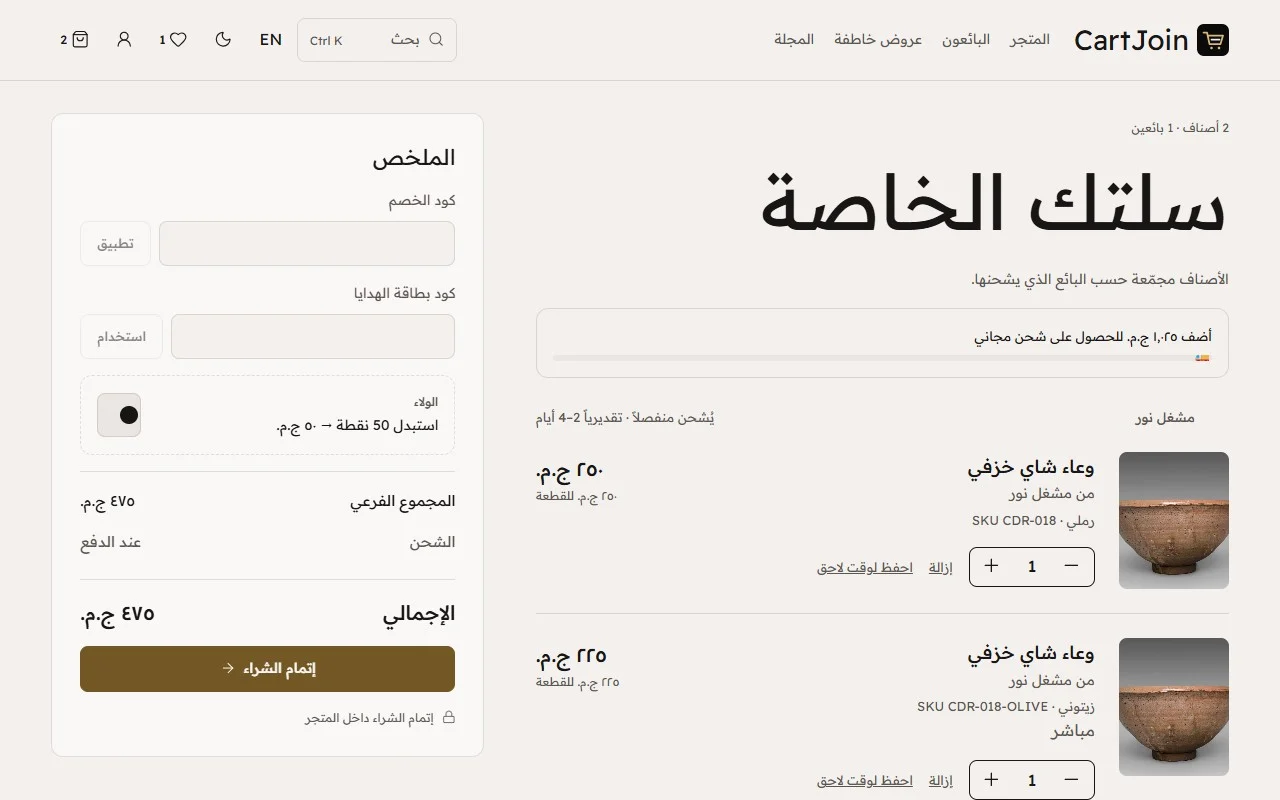 CartJoin
المتجر
البائعون
عروض خاطفة
المجلة
بحث
Ctrl K
EN
1
2
2 أصناف · 1 بائعين
سلتك الخاصة
الأصناف مجمّعة حسب البائع الذي يشحنها.
أضف ١,٠٢٥ ج.م. للحصول على شحن مجاني
مشغل نور
يُشحن منفصلاً · تقديرياً 2–4 أيام
وعاء شاي خزفي
٢٥٠ ج.م.
من مشغل نور
٢٥٠ ج.م. للقطعة
رملي · SKU CDR-018
− 1 +
إزالة
احفظ لوقت لاحق
وعاء شاي خزفي
٢٢٥ ج.م.
من مشغل نور
٢٢٥ ج.م. للقطعة
زيتوني · SKU CDR-018-OLIVE
مباشر
− 1 +
إزالة
احفظ لوقت لاحق
الملخص
كود الخصم
تطبيق
كود بطاقة الهدايا
استخدام
الولاء
استبدل 50 نقطة → ٥٠ ج.م.
المجموع الفرعي
٤٧٥ ج.م.
الشحن
عند الدفع
الإجمالي
٤٧٥ ج.م.
إتمام الشراء →
إتمام الشراء داخل المتجر